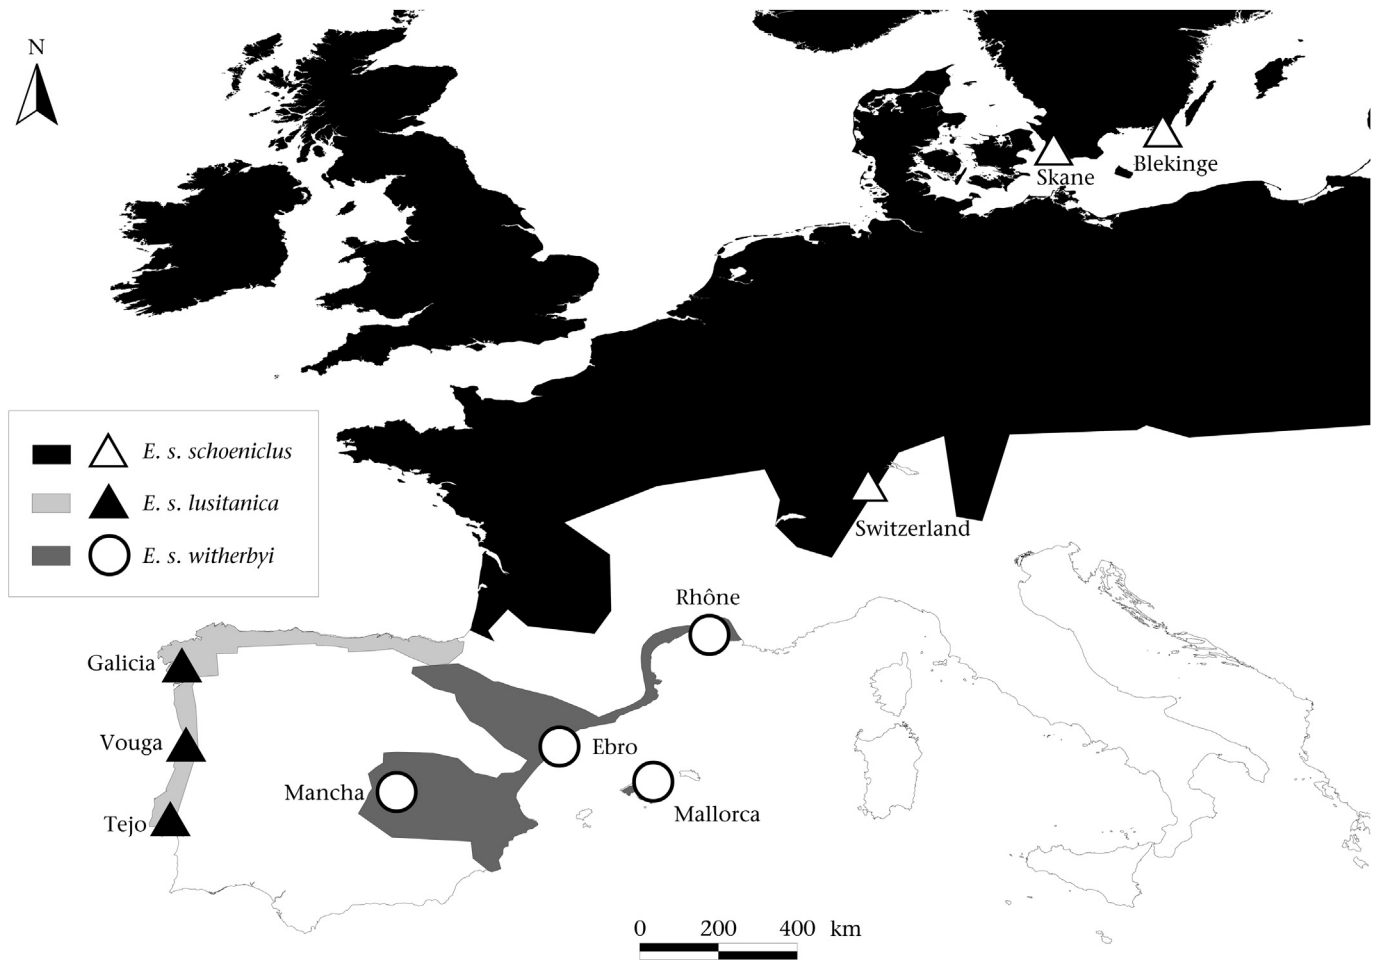 N
Skane
Blekinge
E. s. schoeniclus
E. s. lusitanica
E. s. witherbyi
Switzerland
Rhône
Galicia
Vouga
Ebro
Mancha
Mallorca
Tejo
0 200 400 km